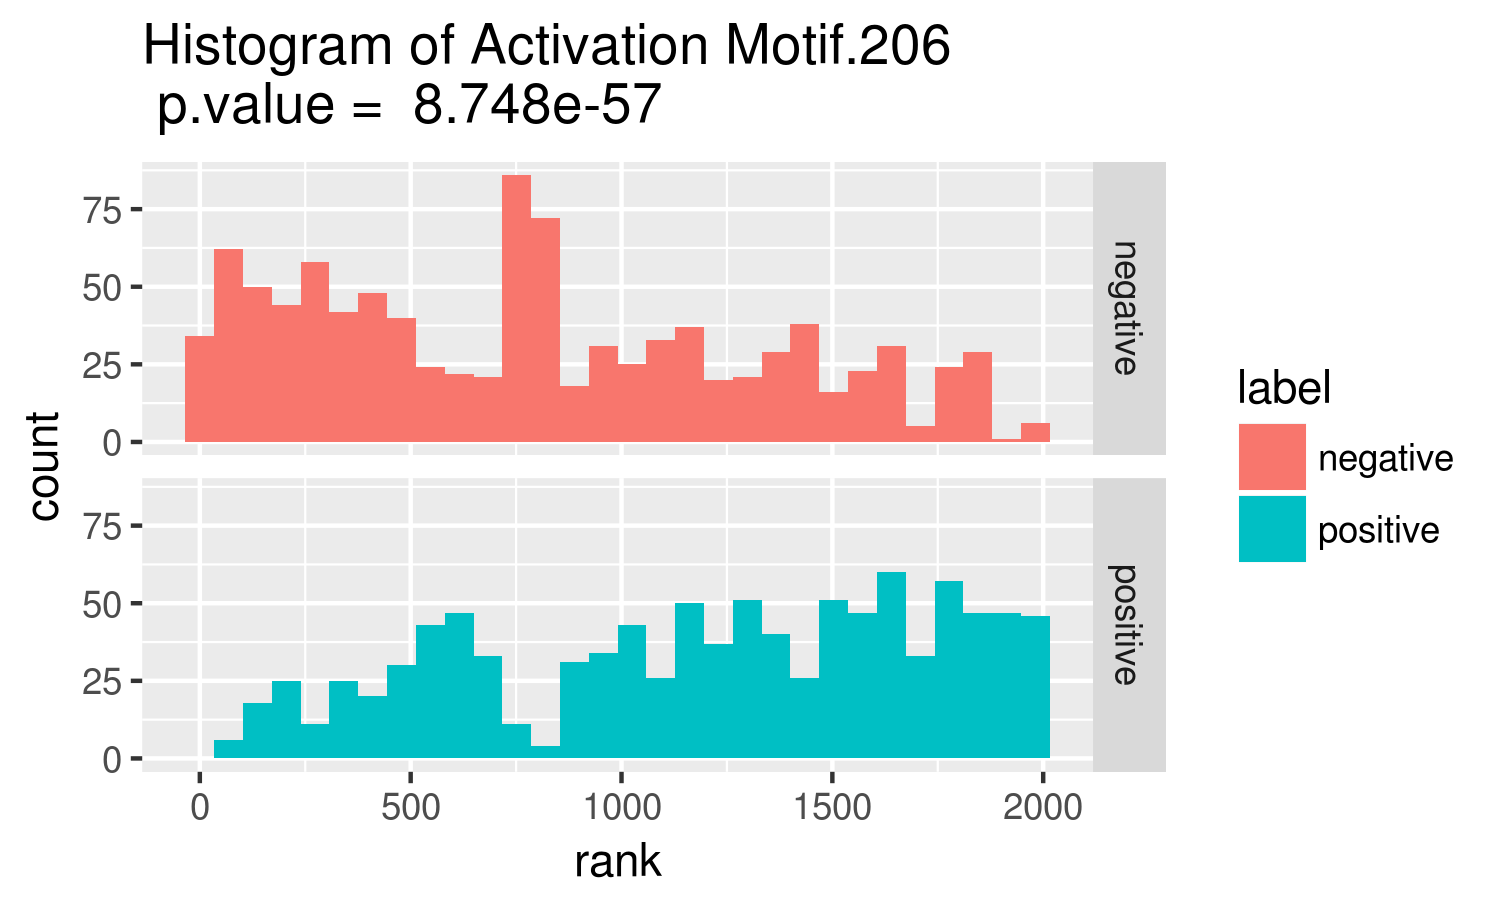 Histogram of Activation Motif.206
p.value = 8.748e-57
75
50
25
0
negative
count
75
50
25
0
positive
0 500 1000 1500 2000
rank
label
negative
positive